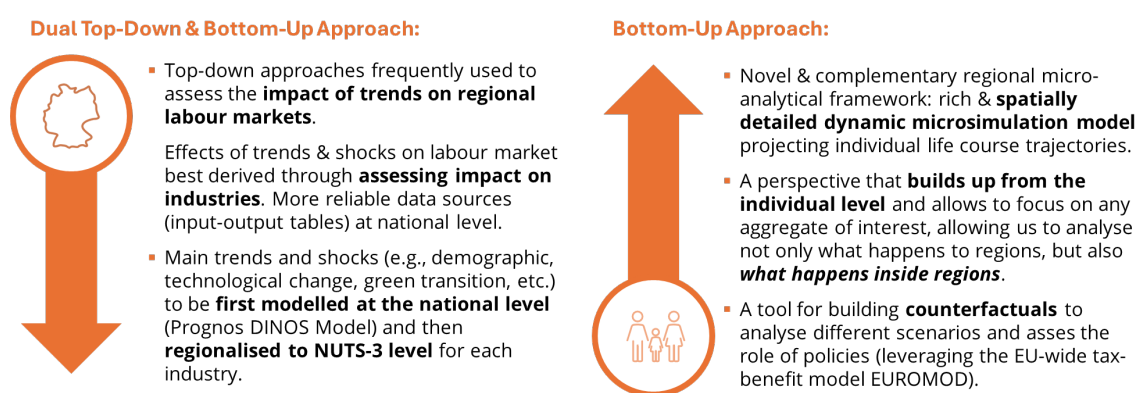 Dual Top-Down & Bottom-Up Approach:
▪ Top-down approaches frequently used to
assess the impact of trends on regional
labour markets.
Effects of trends & shocks on labour market
best derived through assessing impact on
industries. More reliable data sources
(input-output tables) at national level.
▪ Main trends and shocks (e.g., demographic,
technological change, green transition, etc.)
to be first modelled at the national level
(Prognos DINOS Model) and then
regionalised to NUTS-3 level for each
industry.
Bottom-Up Approach:
▪ Novel & complementary regional micro-
analytical framework: rich & spatially
detailed dynamic microsimulation model
projecting individual life course trajectories.
▪ A perspective that builds up from the
individual level and allows to focus on any
aggregate of interest, allowing us to analyse
not only what happens to regions, but also
what happens inside regions.
▪ A tool for building counterfactuals to
analyse different scenarios and asses the
role of policies (leveraging the EU-wide tax-
benefit model EUROMOD).